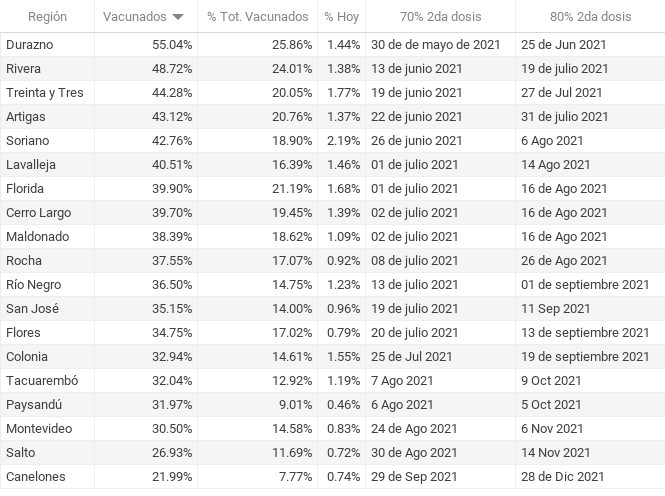 Región Vacunados % Tot. Vacunados % Hoy 70% 2da dosis 80% 2da dosis
Durazno 55.04% 25.86% 1.44% 30 de de mayo de 2021 25 de Jun 2021
Rivera 48.72% 24.01% 1.38% 13 de junio 2021 19 de julio 2021
Treinta y Tres 44.28% 20.05% 1.77% 19 de junio 2021 27 de Jul 2021
Artigas 43.12% 20.76% 1.37% 22 de junio 2021 31 de julio 2021
Soriano 42.76% 18.90% 2.19% 26 de junio 2021 6 Ago 2021
Lavalleja 40.51% 16.39% 1.46% 01 de julio 2021 14 Ago 2021
Florida 39.90% 21.19% 1.68% 01 de julio 2021 16 de Ago 2021
Cerro Largo 39.70% 19.45% 1.39% 02 de julio 2021 16 de Ago 2021
Maldonado 38.39% 18.62% 1.09% 02 de julio 2021 16 de Ago 2021
Rocha 37.55% 17.07% 0.92% 08 de julio 2021 26 de Ago 2021
Río Negro 36.50% 14.75% 1.23% 13 de julio 2021 01 de septiembre 2021
San José 35.15% 14.00% 0.96% 19 de julio 2021 11 Sep 2021
Flores 34.75% 17.02% 0.79% 20 de julio 2021 13 de septiembre 2021
Colonia 32.94% 14.61% 1.55% 25 de Jul 2021 19 de septiembre 2021
Tacuarembó 32.04% 12.92% 1.19% 7 Ago 2021 9 Oct 2021
Paysandú 31.97% 9.01% 0.46% 6 Ago 2021 5 Oct 2021
Montevideo 30.50% 14.58% 0.83% 24 de Ago 2021 6 Nov 2021
Salto 26.93% 11.69% 0.72% 30 de Ago 2021 14 Nov 2021
Canelones 21.99% 7.77% 0.74% 29 de Sep 2021 28 de Dic 2021